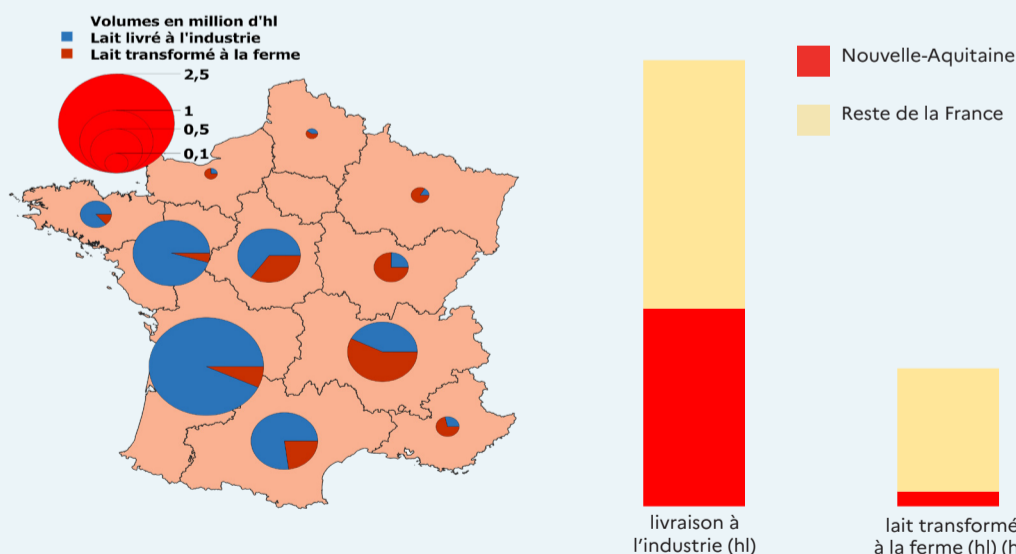 Volumes en million d'hl
Lait livré à l'industrie
Lait transformé à la ferme
2,5
1
0,5
0,1
Nouvelle-Aquitaine
Reste de la France
livraison à
l'industrie (hl)
lait transformé
à la ferme (hl) (h